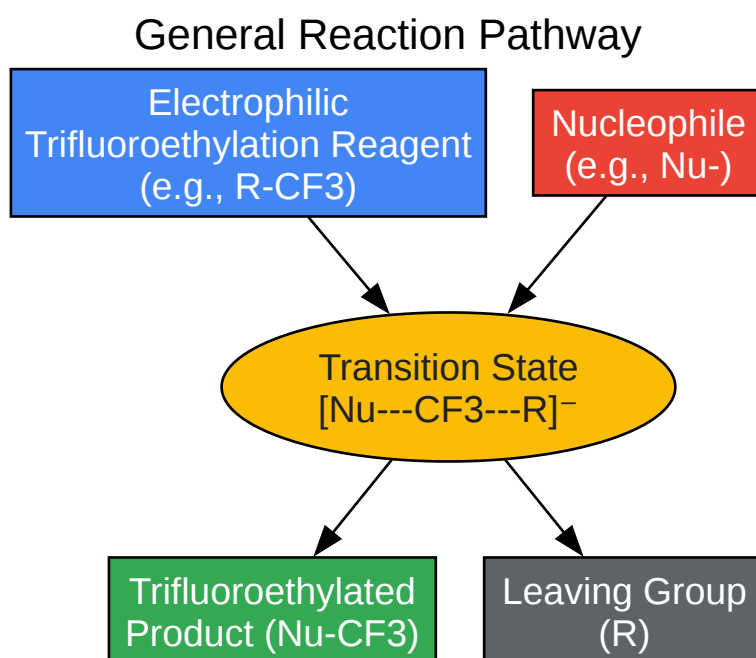 General Reaction Pathway
Electrophilic
Trifluoroethylation Reagent
(e.g., R-CF3)
Nucleophile
(e.g., Nu-)
Transition State
[Nu---CF3---R]⁻
Trifluoroethylated
Product (Nu-CF3)
Leaving Group
(R)